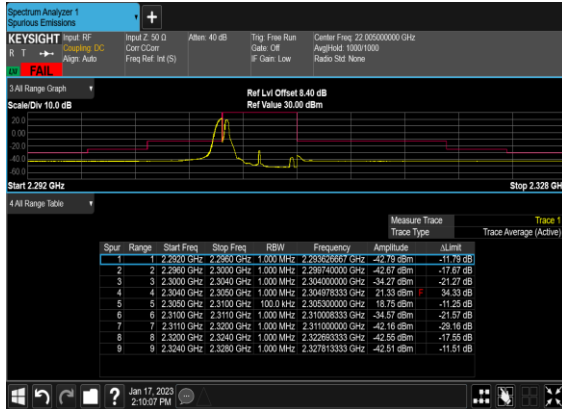 Spectrum Analyzer 1
Spurious Emissions
KEYSIGHT Input: RF Input Z: 50 Ω Atten: 40 dB Trig: Free Run Center Freq: 22.005000000 GHz
R T Coupling: DC Corr CCorr Gate: Off Avg|Hold: 1000/1000
Align: Auto Freq Ref: Int (S) IF Gain: Low Radio Std: None
LU FAIL
3 All Range Graph Ref Lvl Offset 8.40 dB
Scale/Div 10.0 dB Ref Value 30.00 dBm
20.0
0.00
-20.0
-40.0
-60.0
Start 2.292 GHz Stop 2.328 GH
4 All Range Table
Measure Trace Trace 1
Trace Type Trace Average (Active)
Spur Range Start Freq Stop Freq RBW Frequency Amplitude ΔLimit
1 1 2.2920 GHz 2.2960 GHz 1.000 MHz 2.293626667 GHz -42.79 dBm -11.79 dB
2 2 2.2960 GHz 2.3000 GHz 1.000 MHz 2.299740000 GHz -42.67 dBm -17.67 dB
3 3 2.3000 GHz 2.3040 GHz 1.000 MHz 2.304000000 GHz -34.27 dBm -21.27 dB
4 4 2.3040 GHz 2.3050 GHz 1.000 MHz 2.304978333 GHz 21.33 dBm F 34.33 dB
5 5 2.3050 GHz 2.3100 GHz 100.0 kHz 2.305300000 GHz 18.75 dBm -11.25 dB
6 6 2.3100 GHz 2.3110 GHz 1.000 MHz 2.310008333 GHz -34.57 dBm -21.57 dB
7 7 2.3110 GHz 2.3200 GHz 1.000 MHz 2.311000000 GHz -42.16 dBm -29.16 dB
8 8 2.3200 GHz 2.3240 GHz 1.000 MHz 2.322693333 GHz -42.55 dBm -17.55 dB
9 9 2.3240 GHz 2.3280 GHz 1.000 MHz 2.327813333 GHz -42.51 dBm -11.51 dB
Jan 17, 2023
2:10:07 PM